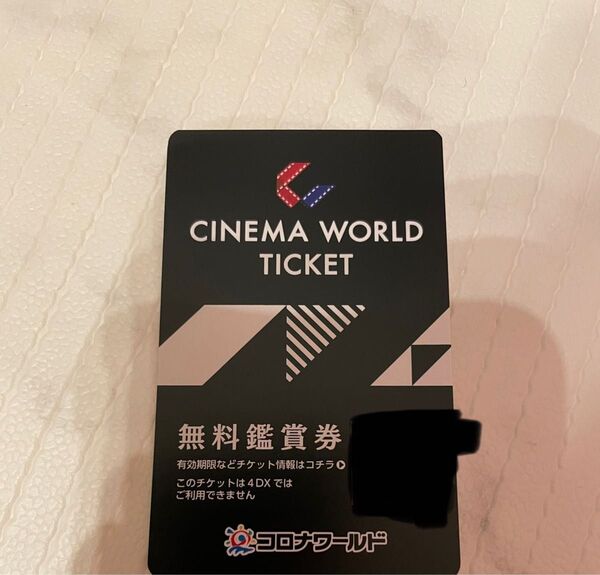 CINEMA WORLD
TICKET
無料鑑賞券
有効期限などチケット情報はコチラ
このチケットは4DXでは
ご利用できません
コロナワールド